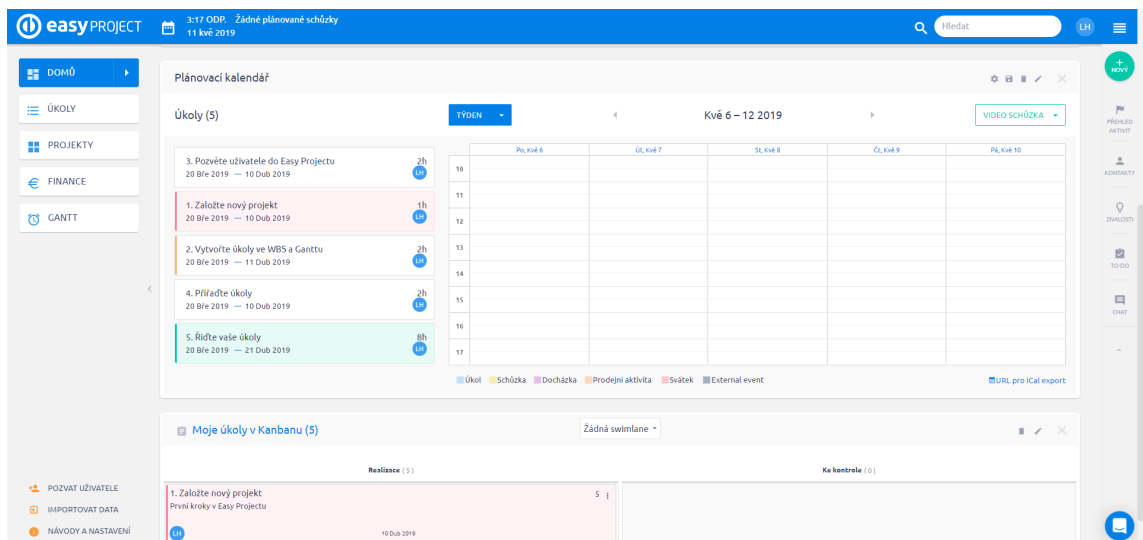 easy PROJECT
3:17 ODP. Žádné plánované schůzky
11 kvě 2019
Hledat
LH
DOMŮ
ÚKOLY
PROJEKTY
FINANCE
GANTT
POZVAT UŽIVATELE
IMPORTOVAT DATA
NÁVODY A NASTAVENÍ
Plánovací kalendář
Úkoly (5)
TÝDEN
Kvě 6 – 12 2019
VIDEO SCHŮZKA
3. Pozvěte uživatele do Easy Projectu 2h
20 Bře 2019 — 10 Dub 2019 LH
1. Založte nový projekt 1h
20 Bře 2019 — 10 Dub 2019 LH
2. Vytvořte úkoly ve WBS a Ganttu 2h
20 Bře 2019 — 11 Dub 2019 LH
4. Přiřaďte úkoly 2h
20 Bře 2019 — 10 Dub 2019 LH
5. Řiďte vaše úkoly 8h
20 Bře 2019 — 21 Dub 2019 LH
Po, Kvě 6 Út, Kvě 7 St, Kvě 8 Čt, Kvě 9 Pá, Kvě 10
10
11
12
13
14
15
16
17
Úkol Schůzka Docházka Prodejní aktivita Svátek External event
URL pro iCal export
Moje úkoly v Kanbanu (5)
Žádná swimlane
Realizace (5) Ke kontrole (0)
1. Založte nový projekt 5
První kroky v Easy Projectu
LH 10 Dub 2019
NOVÝ
PŘEHLED
AKTIVIT
KONTAKTY
ZNALOSTI
TO-DO
CHAT